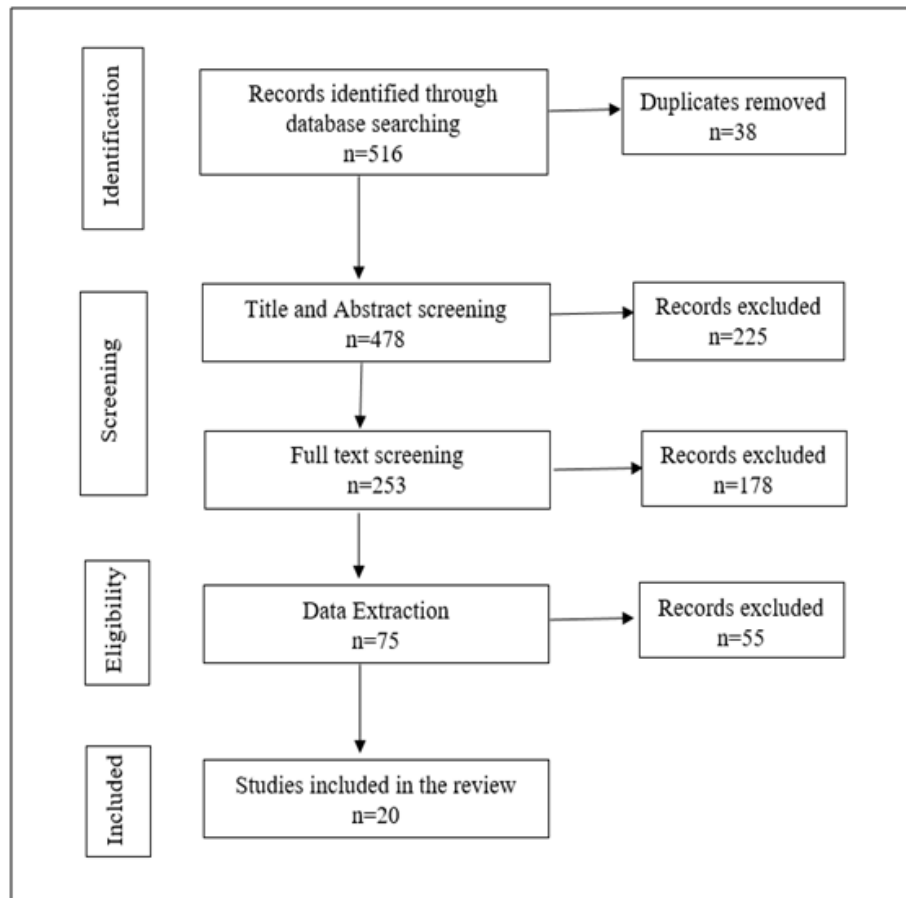 Identification
Records identified through
database searching
n=516
Duplicates removed
n=38
Screening
Title and Abstract screening
n=478
Records excluded
n=225
Full text screening
n=253
Records excluded
n=178
Eligibility
Data Extraction
n=75
Records excluded
n=55
Included
Studies included in the review
n=20